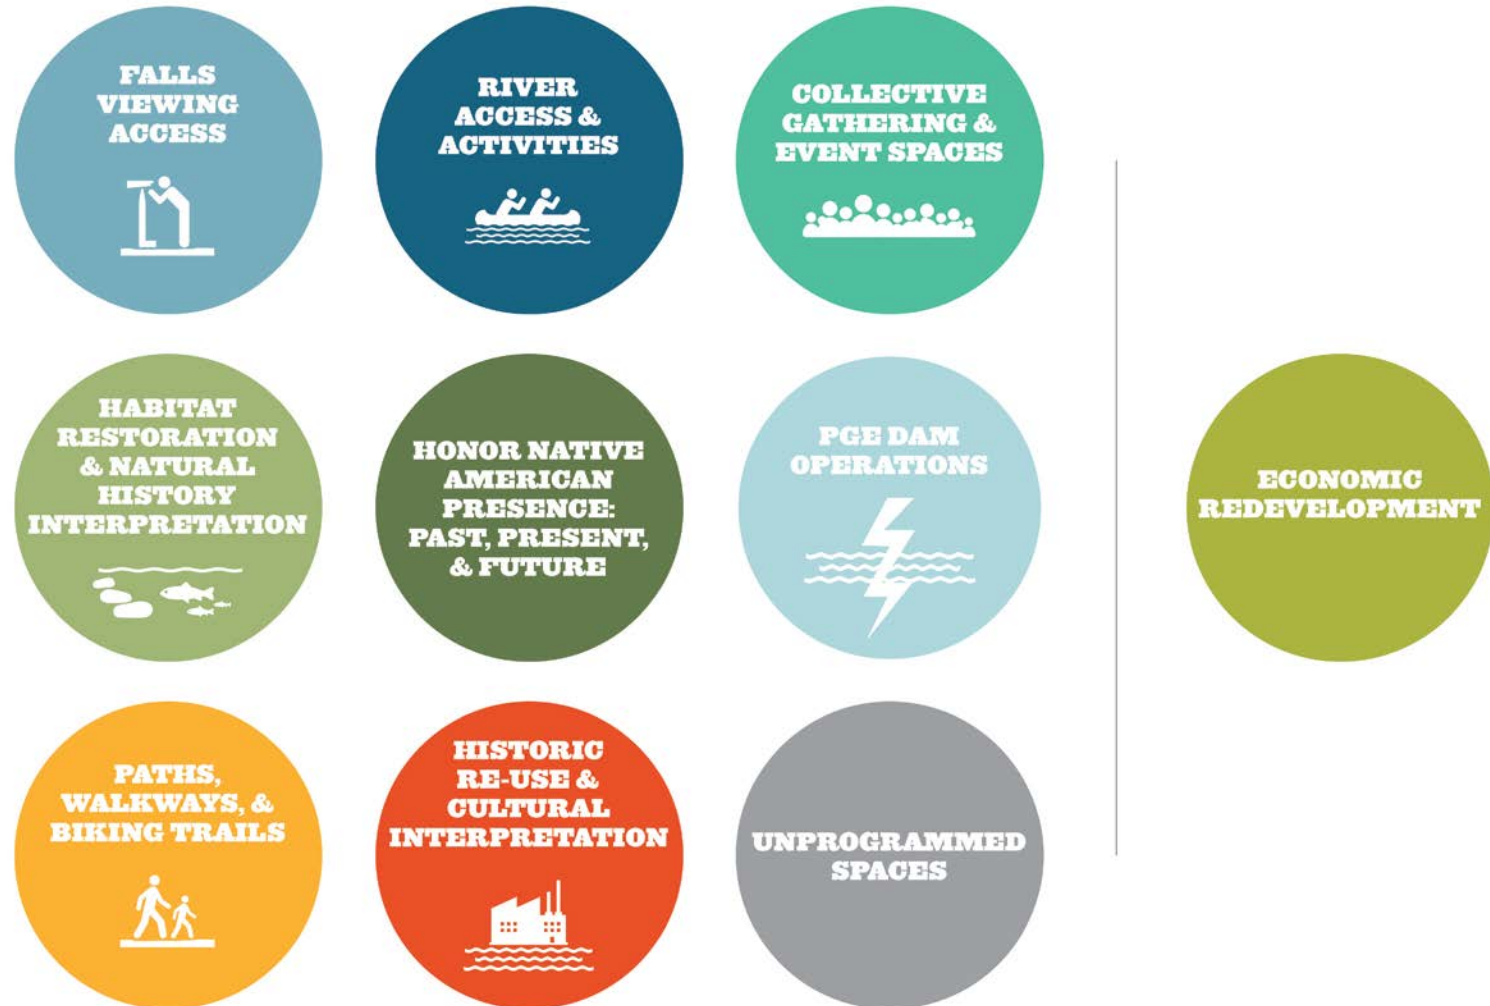 FALLS
VIEWING
ACCESS
RIVER
ACCESS &
ACTIVITIES
COLLECTIVE
GATHERING &
EVENT SPACES
HABITAT
RESTORATION
& NATURAL
HISTORY
INTERPRETATION
HONOR NATIVE
AMERICAN
PRESENCE:
PAST, PRESENT,
& FUTURE
PGE DAM
OPERATIONS
ECONOMIC
REDEVELOPMENT
PATHS,
WALKWAYS, &
BIKING TRAILS
HISTORIC
RE-USE &
CULTURAL
INTERPRETATION
UNPROGRAMMED
SPACES